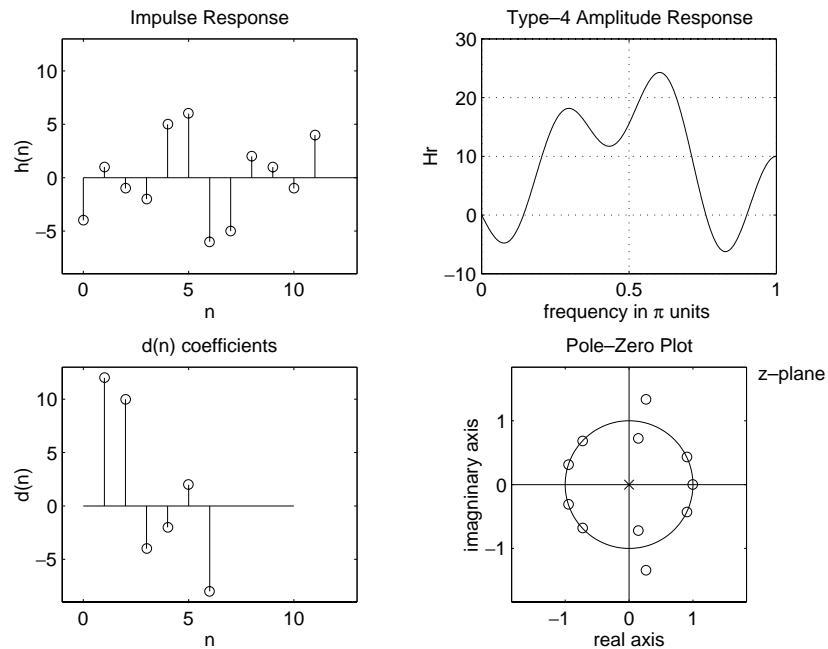 Impulse Response
10
5
0
−5
h(n)
0
5
10
n
Type−4 Amplitude Response
30
20
10
0
−10
Hr
0
0.5
1
frequency in π units
d(n) coefficients
10
5
0
−5
d(n)
0
5
10
n
Pole−Zero Plot
z−plane
1
0
−1
imagninary axis
−1
0
1
real axis